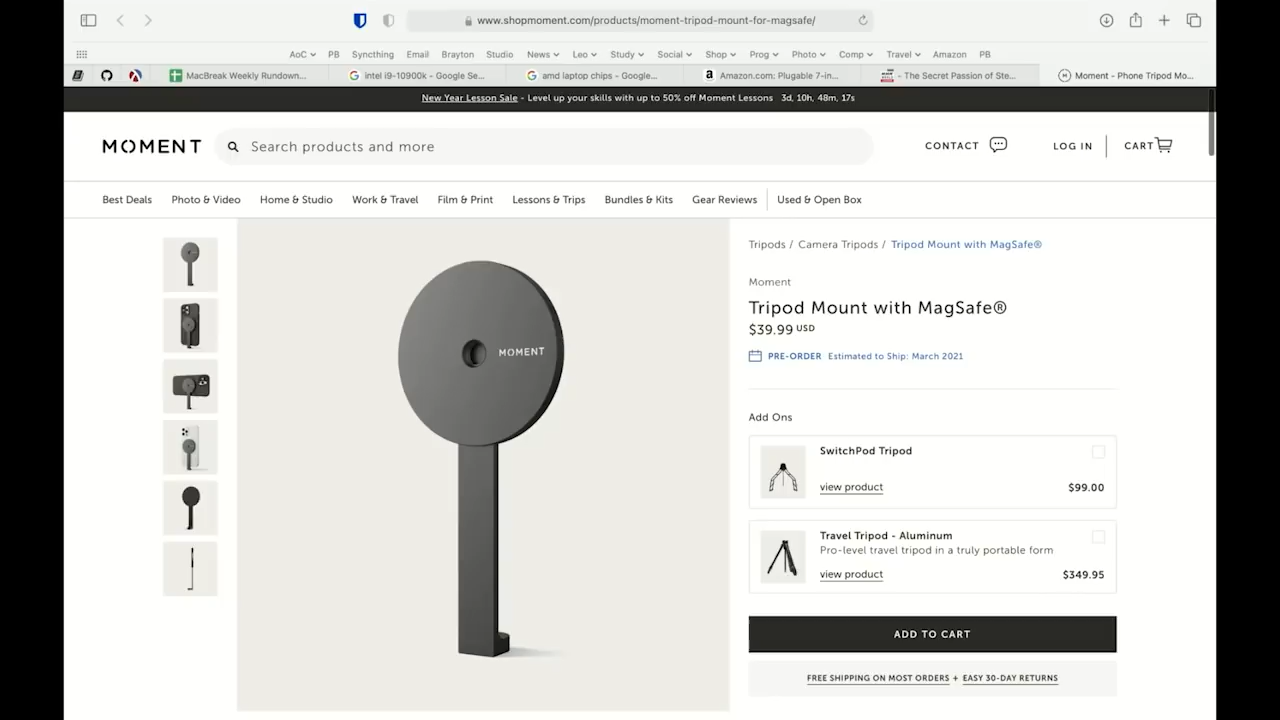 www.shopmoment.com/products/moment-tripod-mount-for-magsafe/
AoC PB Syncthing Email Brayton Studio News Leo Study Social Shop Prog Photo Comp Travel Amazon PB
MacBreak Weekly Rundown... intel i9-10900k - Google Se... amd laptop chips - Google... Amazon.com: Plugable 7-in... - The Secret Passion of Ste... Moment - Phone Tripod Mo...
New Year Lesson Sale - Level up your skills with up to 50% off Moment Lessons 3d, 10h, 48m, 17s
MOMENT Search products and more CONTACT LOG IN CART
Best Deals Photo & Video Home & Studio Work & Travel Film & Print Lessons & Trips Bundles & Kits Gear Reviews Used & Open Box
Tripods / Camera Tripods / Tripod Mount with MagSafe®
Moment
Tripod Mount with MagSafe®
$39.99 USD
PRE-ORDER Estimated to Ship: March 2021
MOMENT
Add Ons
SwitchPod Tripod
view product $99.00
Travel Tripod - Aluminum
Pro-level travel tripod in a truly portable form
view product $349.95
ADD TO CART
FREE SHIPPING ON MOST ORDERS + EASY 30-DAY RETURNS